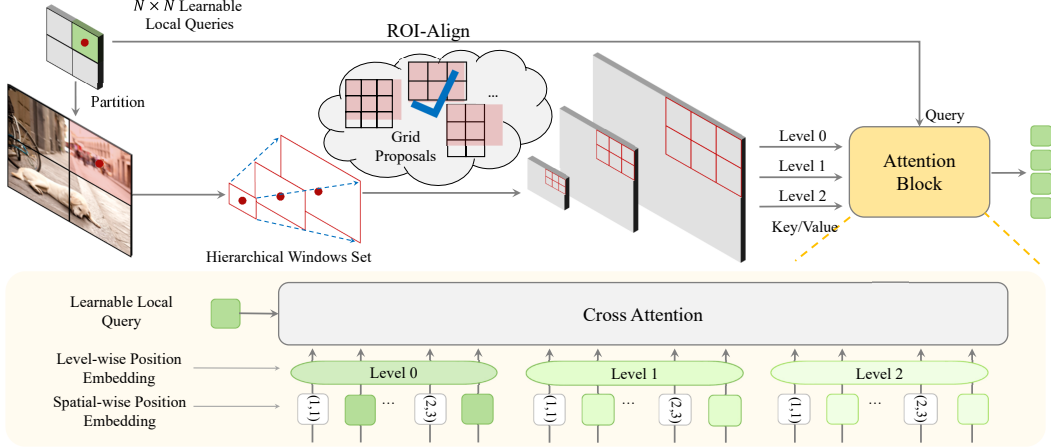 N × N Learnable
Local Queries
ROI-Align
Partition
Grid
Proposals
...
Hierarchical Windows Set
Query
Level 0
Level 1
Level 2
Key/Value
Attention
Block
Learnable Local
Query
Cross Attention
Level-wise Position
Embedding
Level 0
Level 1
Level 2
Spatial-wise Position
Embedding
(1,1) ... (2,3)
(1,1) ... (2,3)
(1,1) ... (2,3)